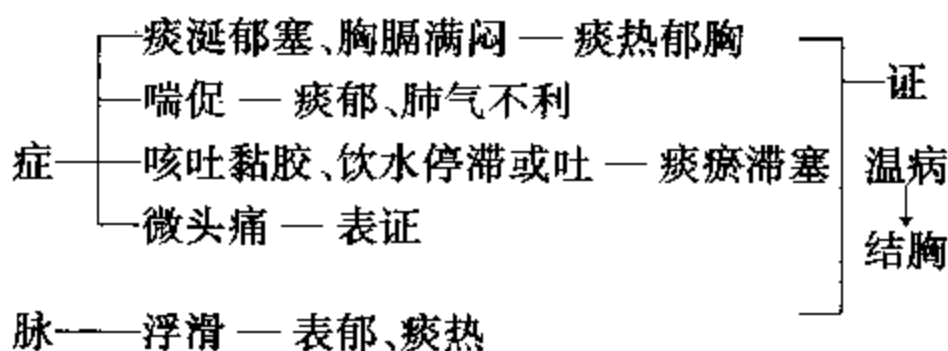 痰涎郁塞、胸膈满闷 — 痰热郁胸
证
喘促 — 痰郁、肺气不利
症
咳吐黏胶、饮水停滞或吐 — 痰瘀滞塞
温病
微头痛 — 表证
结胸
脉 — 浮滑 — 表郁、痰热